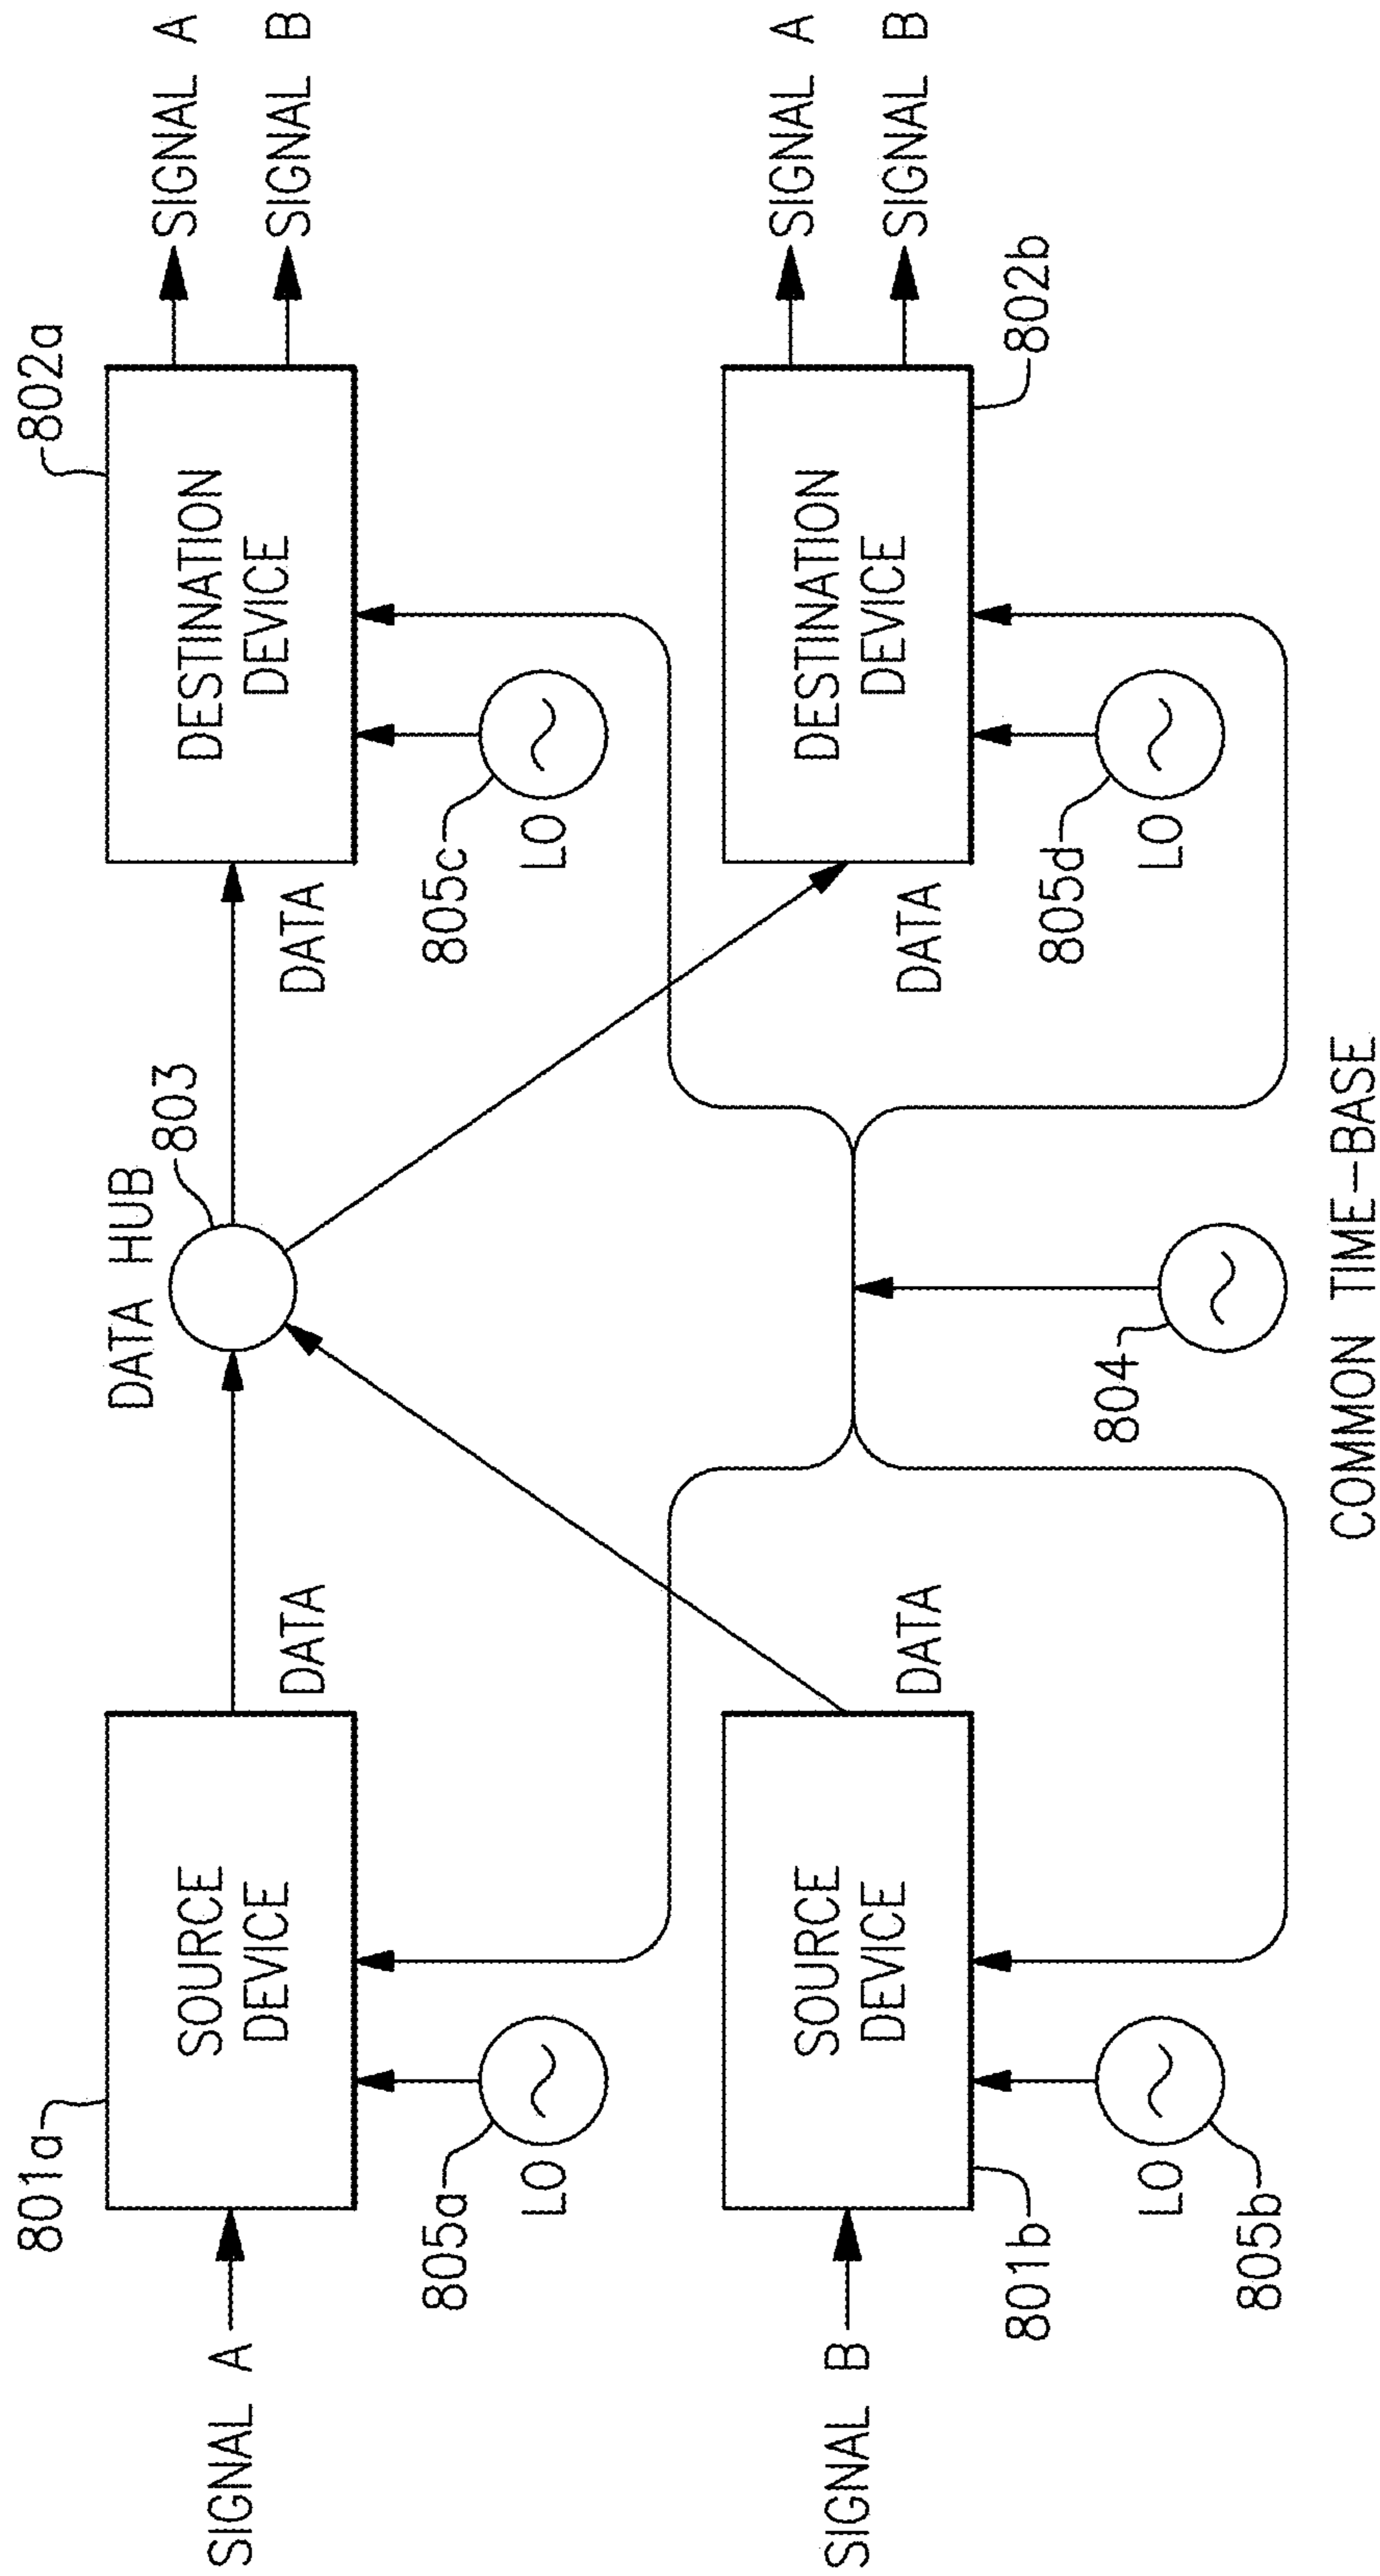 801a
802a
DATA HUB
803
SIGNAL A
SOURCE
DEVICE
DATA
DATA
DESTINATION
DEVICE
SIGNAL A
SIGNAL B
805a
LO
805c
LO
SIGNAL B
SOURCE
DEVICE
DATA
DATA
DESTINATION
DEVICE
SIGNAL A
SIGNAL B
801b
802b
805b
LO
804
805d
LO
COMMON TIME-BASE